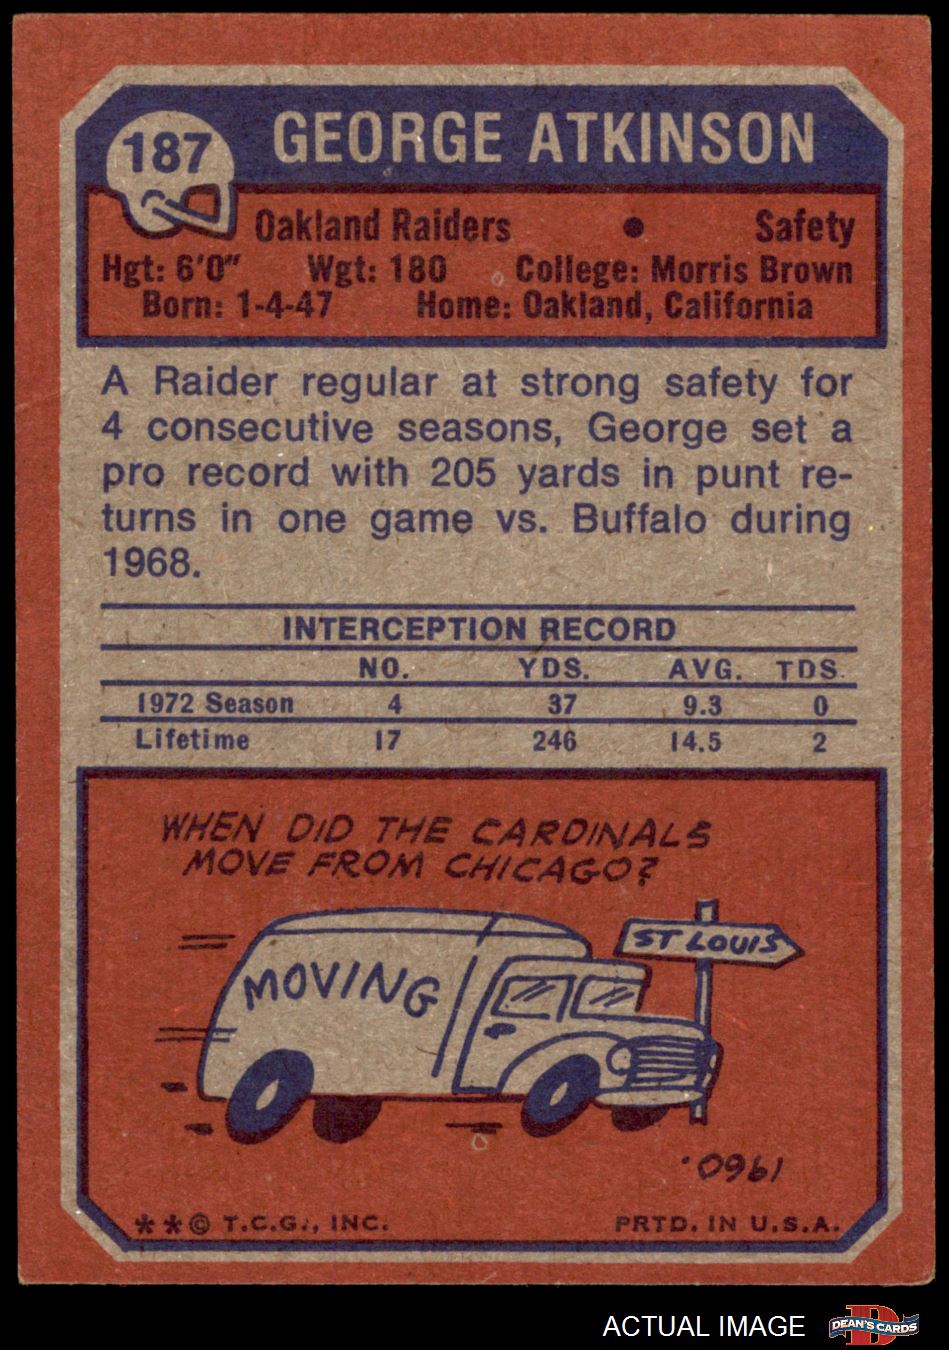 187
GEORGE ATKINSON
Oakland Raiders • Safety
Hgt: 6'0" Wgt: 180 College: Morris Brown
Born: 1-4-47 Home: Oakland, California
A Raider regular at strong safety for
4 consecutive seasons, George set a
pro record with 205 yards in punt re-
turns in one game vs. Buffalo during
1968.
INTERCEPTION RECORD
NO. YDS. AVG. TDS.
1972 Season 4 37 9.3 0
Lifetime 17 246 14.5 2
WHEN DID THE CARDINALS
MOVE FROM CHICAGO?
ST LOUIS
MOVING
1960.
**© T.C.G., INC. PRTD. IN U.S.A.
ACTUAL IMAGE
D
DEAN'S CARDS